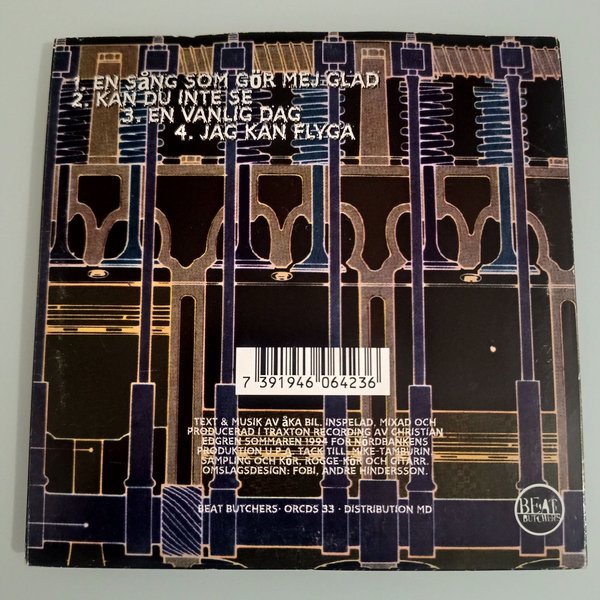 1. EN SÅNG SOM GÖR MEJ GLAD
2. KAN DU INTE SE
3. EN VANLIG DAG
4. JAG KAN FLYGA
7 391946 064236
TEXT & MUSIK AV ÅKA BIL. INSPELAD, MIXAD OCH
PRODUCERAD I TRAXTON RECORDING AV CHRISTIAN
EDGREN SOMMAREN 1994 FÖR NÖRDBANKENS
PRODUKTION U.P.A. TACK TILL-MIKE-TAMBURIN,
SAMPLING OCH KÖR. ROGGE-KÖR OCH GITARR.
OMSLAGSDESIGN: FOBI, ANDRE HINDERSSON.
BEAT BUTCHERS · ORCDS 33 · DISTRIBUTION MD
BEAT
BUTCHERS